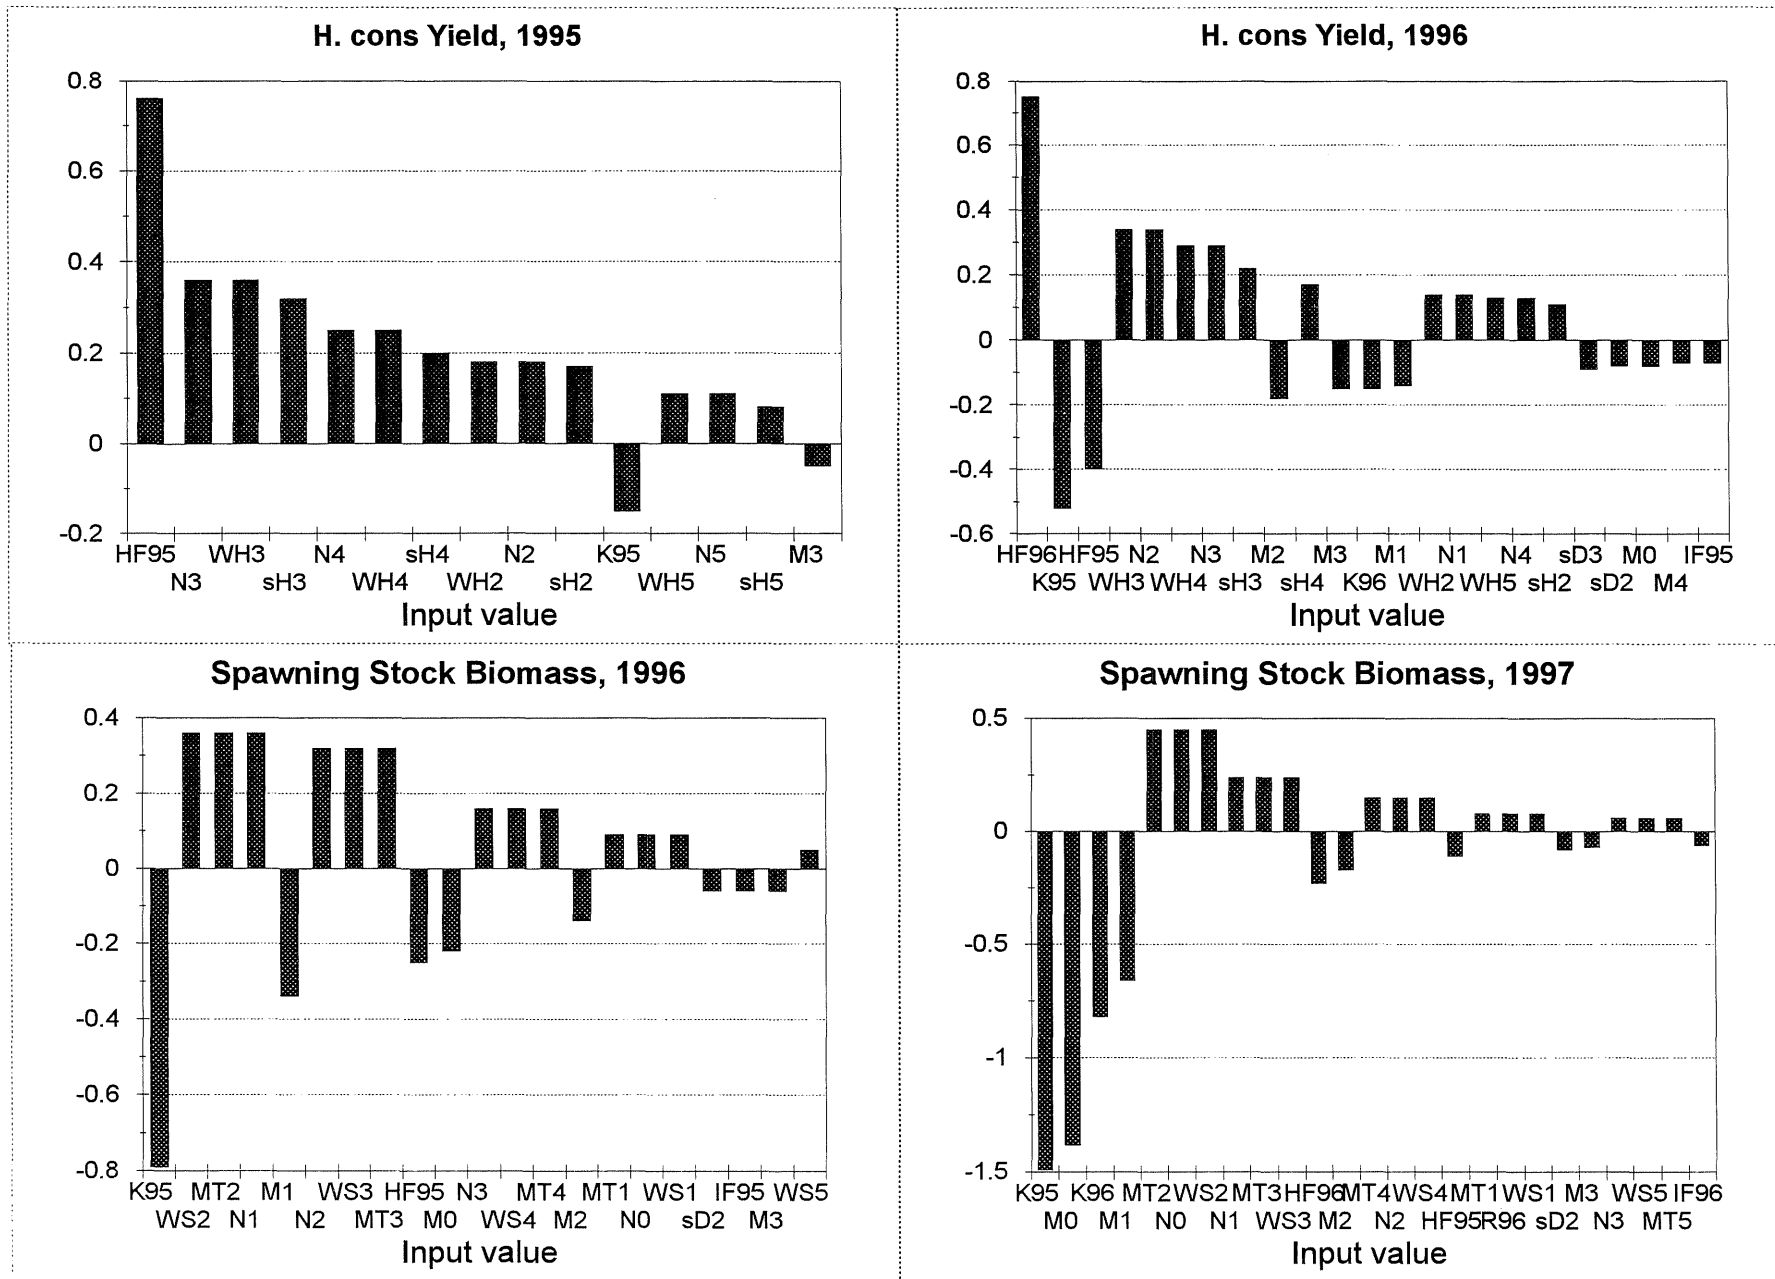 H. cons Yield, 1995
0.8
0.6
0.4
0.2
0
-0.2
HF95 WH3 N4 sH4 N2 K95 N5 M3
N3 sH3 WH4 WH2 sH2 WH5 sH5
Input value
H. cons Yield, 1996
0.8
0.6
0.4
0.2
0
-0.2
-0.4
-0.6
HF96 HF95 N2 N3 M2 M3 M1 N1 N4 sD3 M0 IF95
K95 WH3 WH4 sH3 sH4 K96 WH2 WH5 sH2 sD2 M4
Input value
Spawning Stock Biomass, 1996
0.4
0.2
0
-0.2
-0.4
-0.6
-0.8
K95 MT2 M1 WS3 HF95 N3 MT4 MT1 WS1 IF95 WS5
WS2 N1 N2 MT3 M0 WS4 M2 N0 sD2 M3
Input value
Spawning Stock Biomass, 1997
0.5
0
-0.5
-1
-1.5
K95 K96 MT2 WS2 MT3 HF96 MT4 WS4 MT1 WS1 M3 WS5 IF96
M0 M1 N0 N1 WS3 M2 N2 HF95 R96 sD2 N3 MT5
Input value